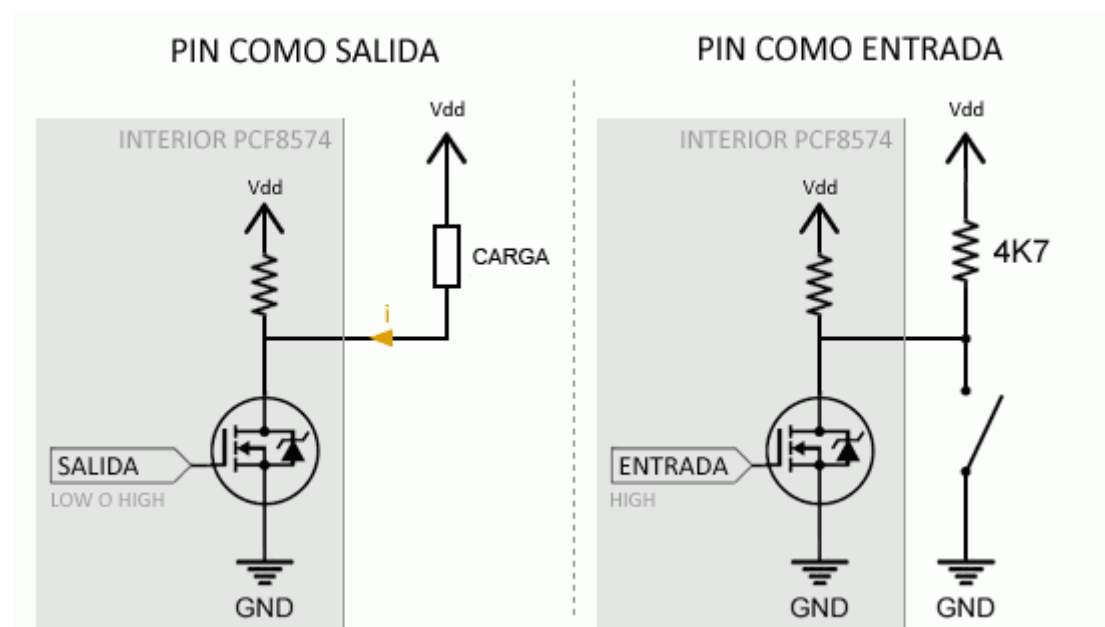 PIN COMO SALIDA
INTERIOR PCF8574
Vdd
Vdd
CARGA
i
SALIDA
LOW O HIGH
GND
PIN COMO ENTRADA
INTERIOR PCF8574
Vdd
Vdd
4K7
ENTRADA
HIGH
GND
GND